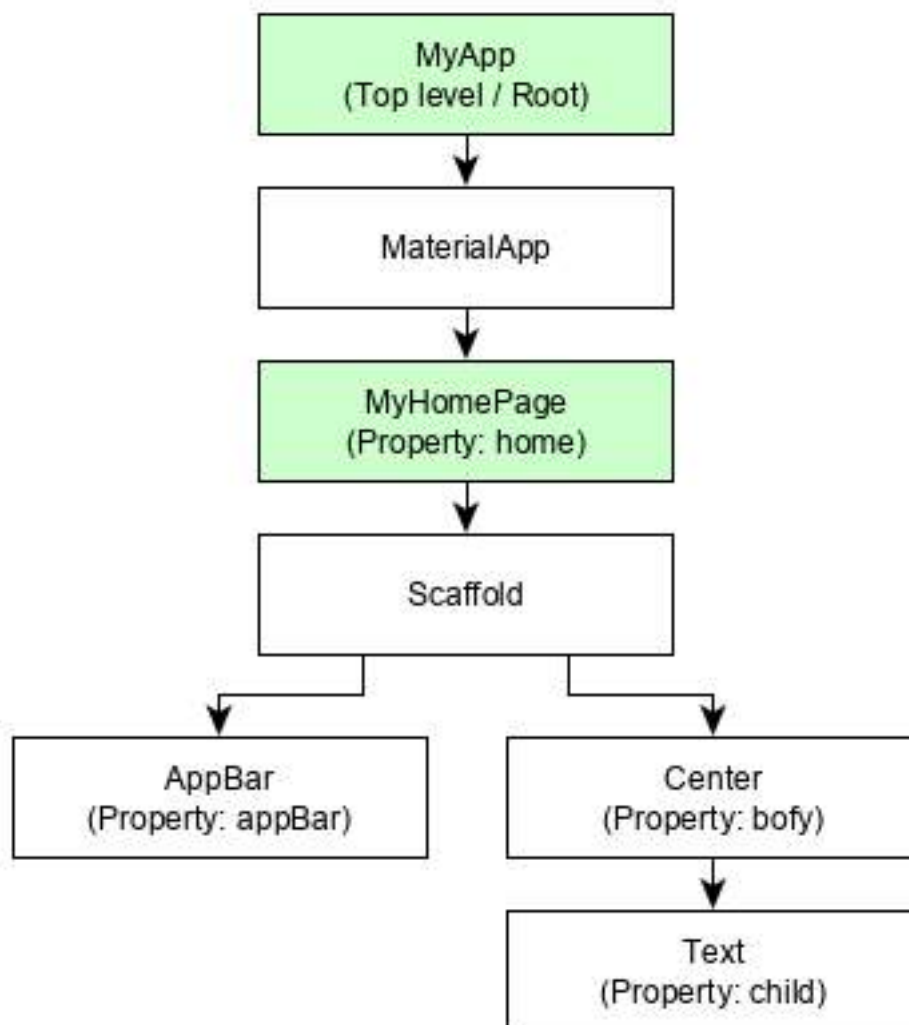 MyApp
(Top level / Root)
MaterialApp
MyHomePage
(Property: home)
Scaffold
AppBar
(Property: appBar)
Center
(Property: bofy)
Text
(Property: child)